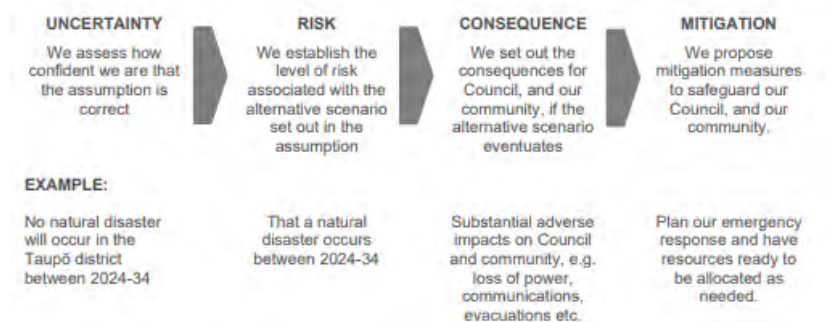 UNCERTAINTY
We assess how
confident we are that
the assumption is
correct
RISK
We establish the
level of risk
associated with the
alternative scenario
set out in the
assumption
CONSEQUENCE
We set out the
consequences for
Council, and our
community, if the
alternative scenario
eventuates
MITIGATION
We propose
mitigation measures
to safeguard our
Council, and our
community.
EXAMPLE:
No natural disaster
will occur in the
Taupō district
between 2024-34
That a natural
disaster occurs
between 2024-34
Substantial adverse
impacts on Council
and community, e.g.
loss of power,
communications,
evacuations etc.
Plan our emergency
response and have
resources ready to
be allocated as
needed.